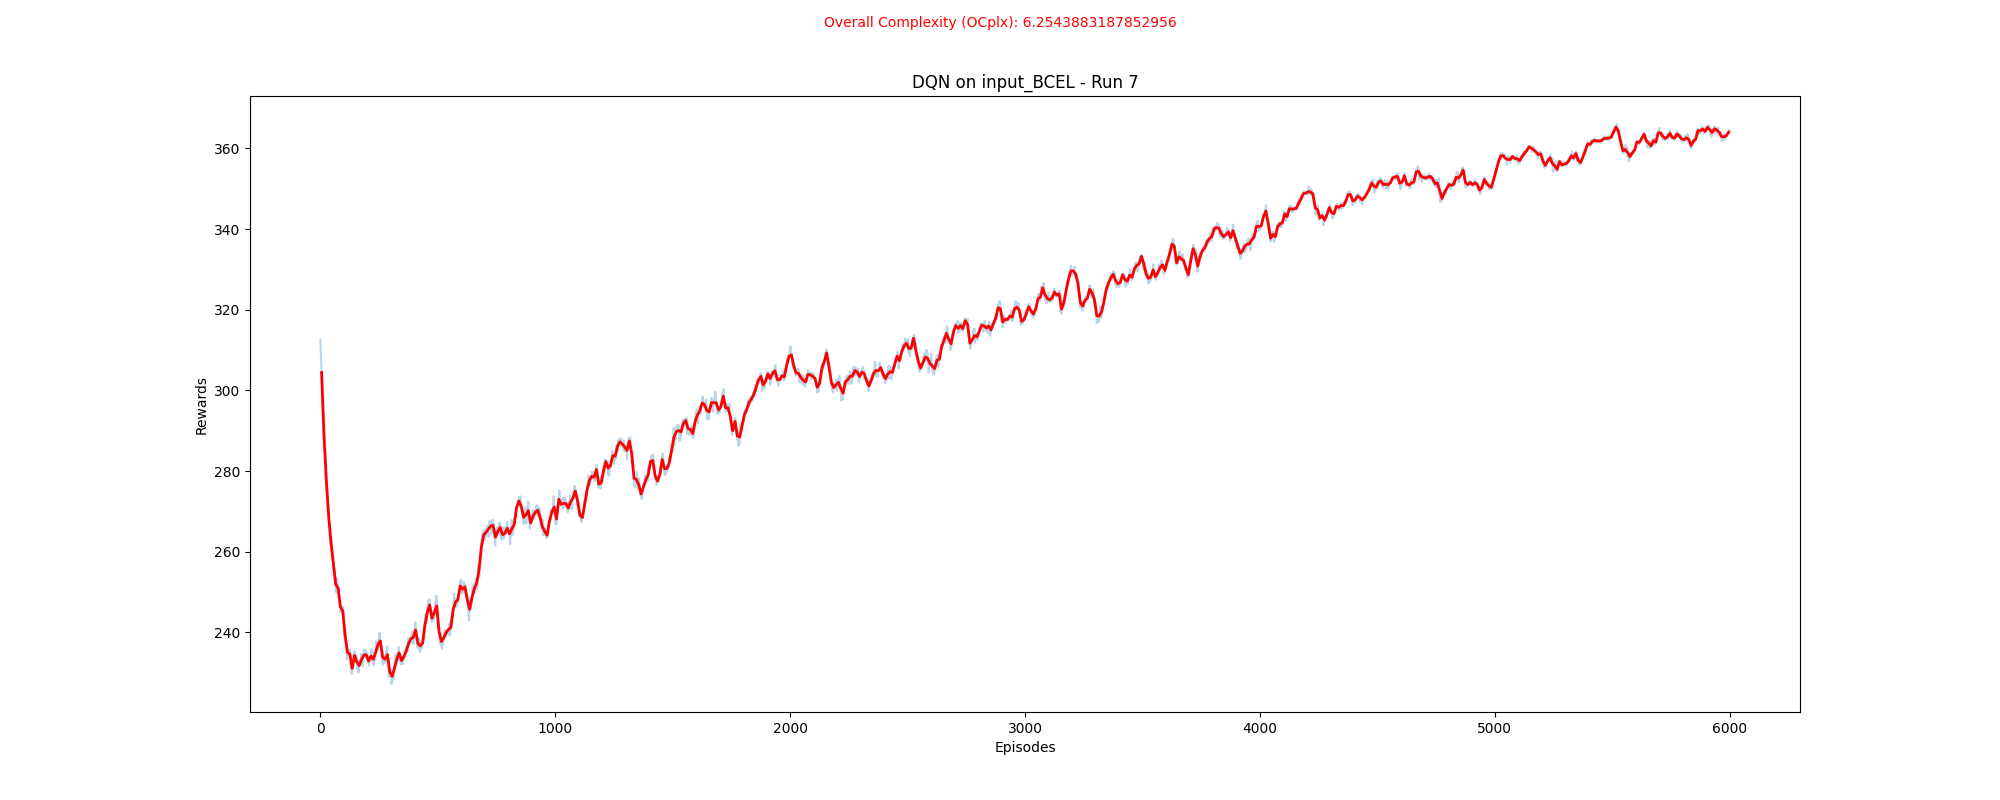 Overall Complexity (OCplx): 6.2543883187852956
DQN on input_BCEL - Run 7
Rewards
360
340
320
300
280
260
240
0 1000 2000 3000 4000 5000 6000
Episodes